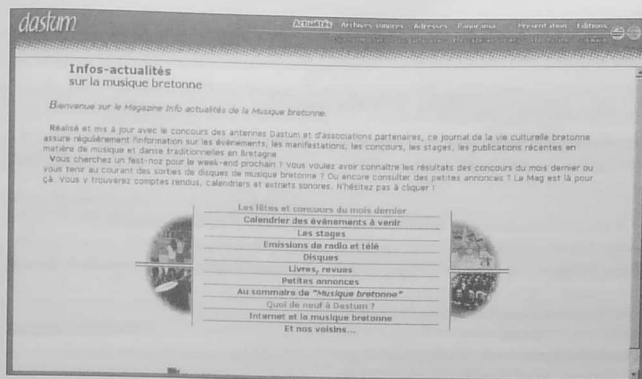 dastum
Actualités Archives sonores Adresses Panorama Présentation Editions
Infos-actualités
sur la musique bretonne
Bienvenue sur le Magazine Info actualités de la Musique bretonne.
Réalisé et mis à jour avec le concours des antennes Dastum et d'associations partenaires, ce journal de la vie culturelle bretonne
assure régulièrement l'information sur les événements, les manifestations, les concours, les stages, les publications récentes en
matière de musique et danse traditionnelles en Bretagne
Vous cherchez un fest-noz pour le week-end prochain ? Vous voulez avoir connaître les résultats des concours du mois dernier ou
vous tenir au courant des sorties de disques de musique bretonne ? Ou encore consulter des petites annonces ? Le Mag est là pour
çà. Vous y trouverez comptes rendus, calendriers et extraits sonores. N'hésitez pas à cliquer !
Les fêtes et concours du mois dernier
Calendrier des événements à venir
Les stages
Emissions de radio et télé
Disques
Livres, revues
Petites annonces
Au sommaire de "Musique bretonne"
Quoi de neuf à Dastum ?
Internet et la musique bretonne
Et nos voisins...